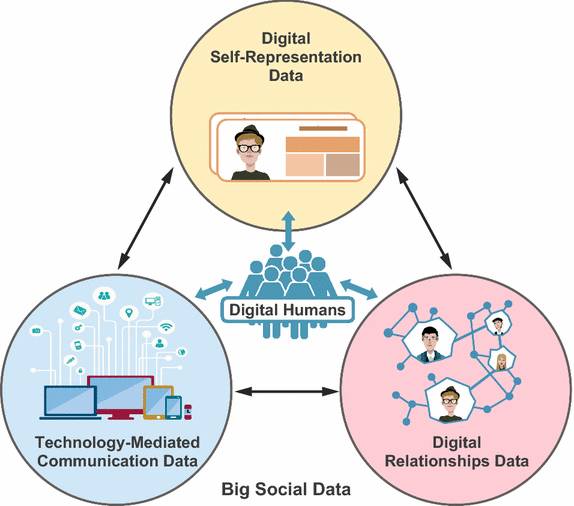 Digital
Self-Representation
Data
Digital Humans
Technology-Mediated
Communication Data
Digital
Relationships Data
Big Social Data